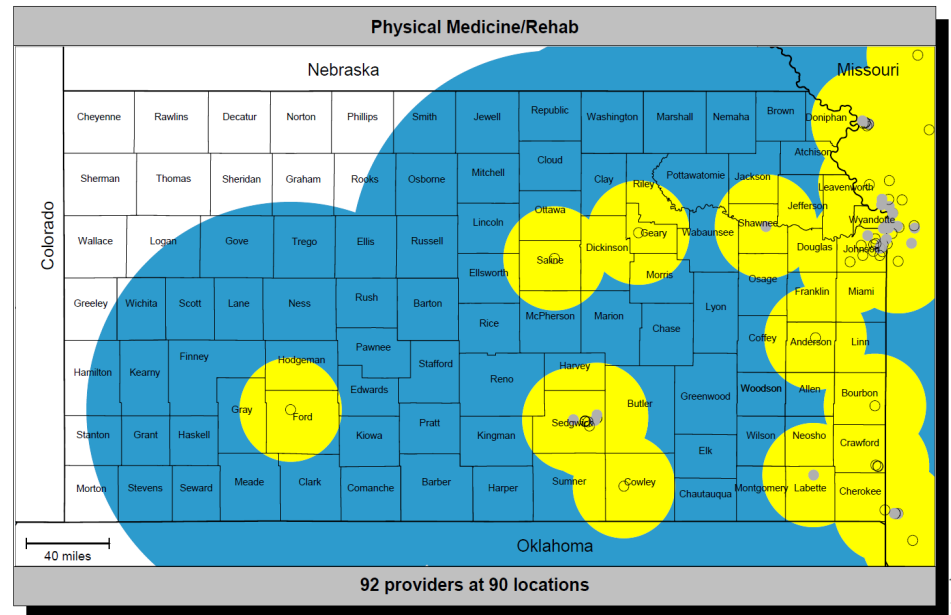 Physical Medicine/Rehab
Nebraska
Missouri
Colorado
Cheyenne Rawlins Decatur Norton Phillips Smith Jewell Republic Washington Marshall Nemaha Brown Doniphan
Atchison
Cloud
Sherman Thomas Sheridan Graham Rooks Osborne Mitchell Clay Riley Pottawatomie Jackson Leavenworth
Jefferson
Ottawa
Wyandotte
Lincoln Shawnee
Wallace Logan Gove Trego Ellis Russell Dickinson Geary Wabaunsee Douglas Johnson
Saline
Ellsworth Morris Osage
Greeley Wichita Scott Lane Ness Rush Barton Lyon Franklin Miami
Rice McPherson Marion Chase
Coffey Anderson Linn
Pawnee
Finney Hodgeman Stafford Harvey
Hamilton Kearny Reno
Edwards Greenwood Woodson Allen Bourbon
Gray Ford Butler
Stanton Grant Haskell Kiowa Pratt Kingman Sedgwick Wilson Neosho Crawford
Elk
Morton Stevens Seward Meade Clark Comanche Barber Harper Sumner Cowley Chautauqua Montgomery Labette Cherokee
40 miles
Oklahoma
92 providers at 90 locations